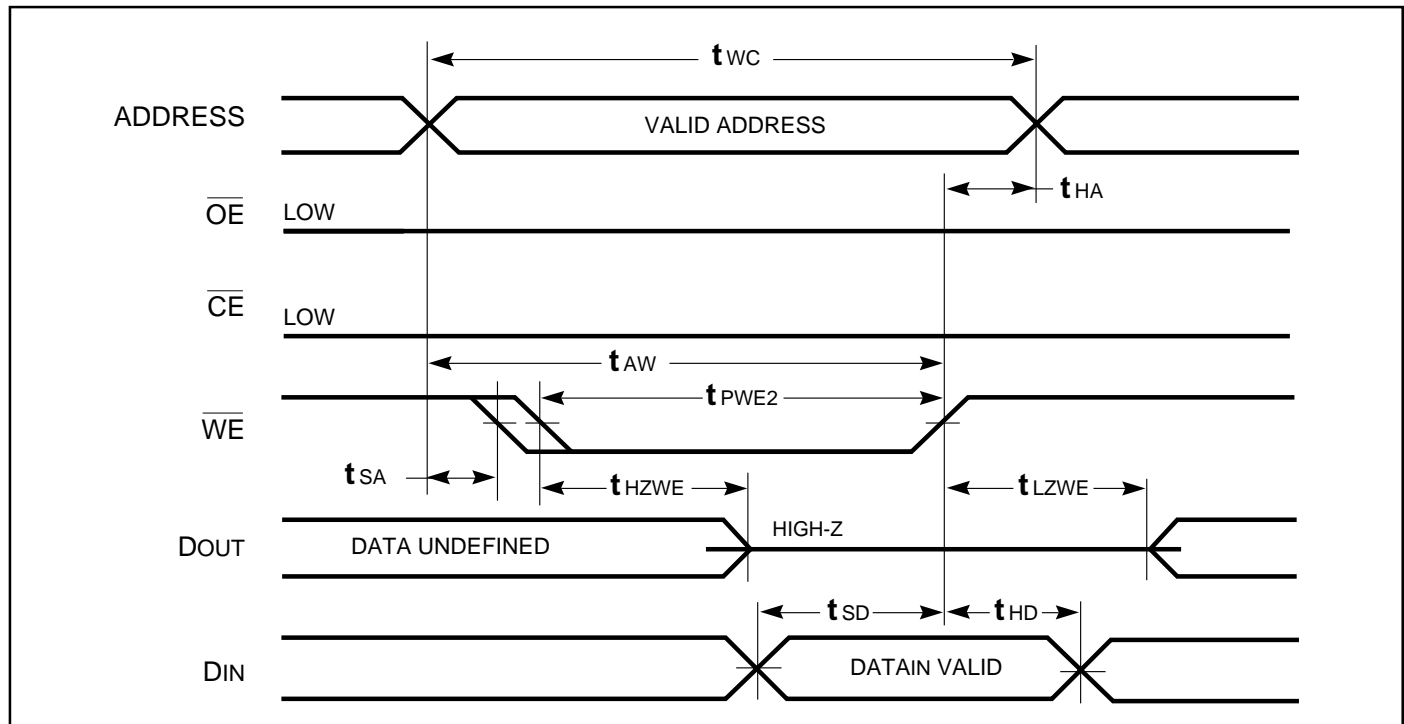 tWC
ADDRESS
VALID ADDRESS
tHA
OE
LOW
CE
LOW
tAW
tPWE2
WE
tSA
tHZWE
tLZWE
DOUT
DATA UNDEFINED
HIGH-Z
tSD
tHD
DIN
DATAIN VALID